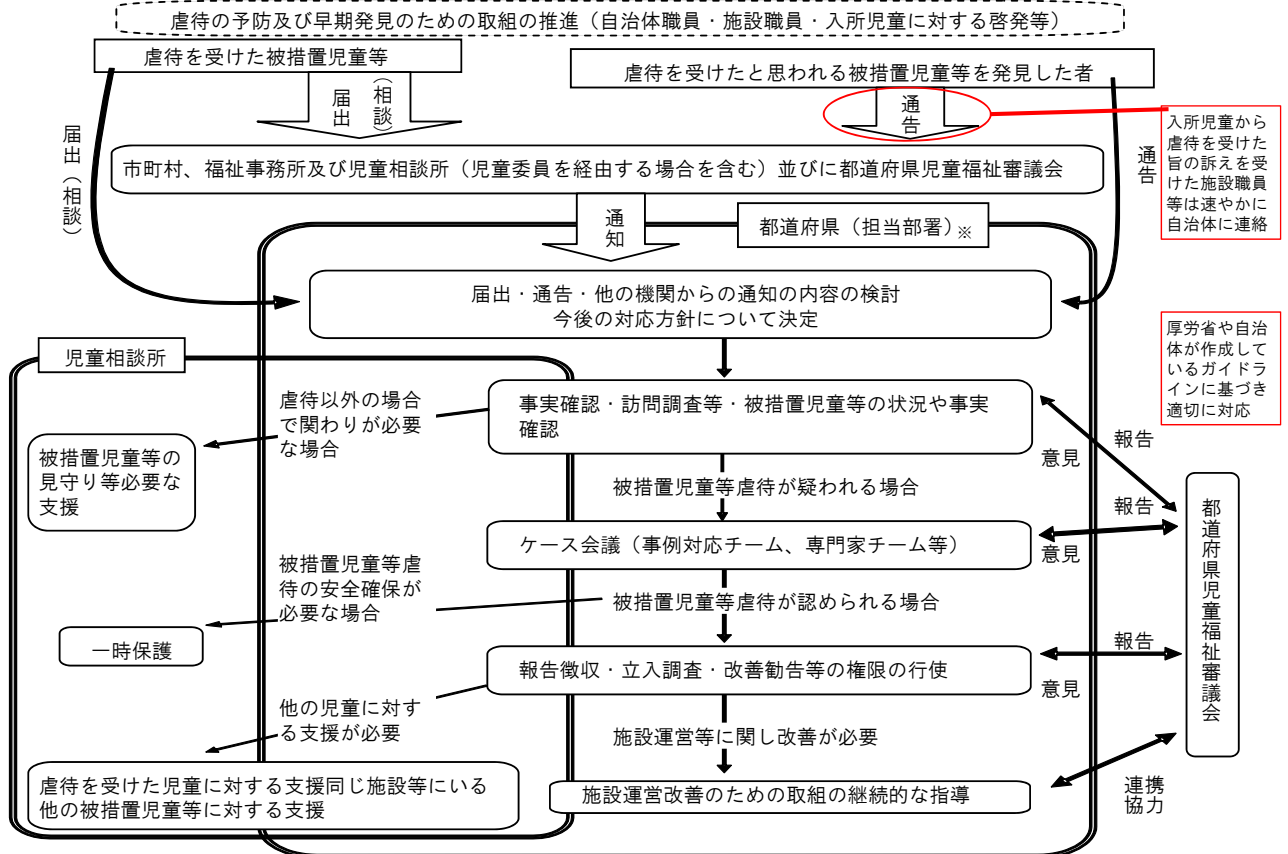 虐待の予防及び早期発見のための取組の推進（自治体職員・施設職員・入所児童に対する啓発等）
虐待を受けた被措置児童等
虐待を受けたと思われる被措置児童等を発見した者
届出（相談）
届出
（相談）
通告
通告
入所児童から
虐待を受けた
旨の訴えを受
けた施設職員
等は速やかに
自治体に連絡
市町村、福祉事務所及び児童相談所（児童委員を経由する場合を含む）並びに都道府県児童福祉審議会
通知
都道府県（担当部署）※
届出・通告・他の機関からの通知の内容の検討
今後の対応方針について決定
厚労省や自治
体が作成して
いるガイドラ
インに基づき
適切に対応
児童相談所
虐待以外の場合
で関わりが必要
な場合
事実確認・訪問調査等・被措置児童等の状況や事実
確認
報告
意見
被措置児童等の
見守り等必要な
支援
被措置児童等虐待が疑われる場合
報告
意見
都道府県児童福祉審議会
ケース会議（事例対応チーム、専門家チーム等）
被措置児童等虐
待の安全確保が
必要な場合
被措置児童等虐待が認められる場合
一時保護
報告徴収・立入調査・改善勧告等の権限の行使
報告
意見
他の児童に対す
る支援が必要
施設運営等に関し改善が必要
虐待を受けた児童に対する支援同じ施設等にいる
他の被措置児童等に対する支援
施設運営改善のための取組の継続的な指導
連携
協力